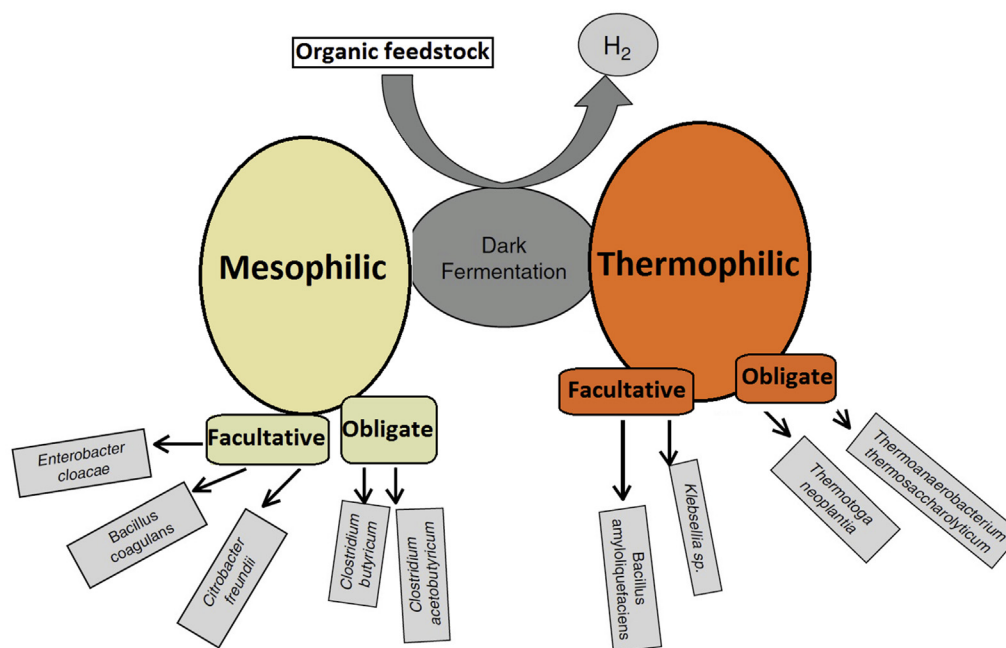 Organic feedstock
H2
Mesophilic
Dark
Fermentation
Thermophilic
Facultative
Obligate
Facultative
Obligate
Enterobacter
cloacae
Bacillus
coagulans
Citrobacter
freundii
Clostridium
butyricum
Clostridium
acetobutyricum
Bacillus
amyloliquefaciens
Klebsellia sp.
Thermotoga
neoplantia
Thermoanaerobacterium
thermosaccharolyticum